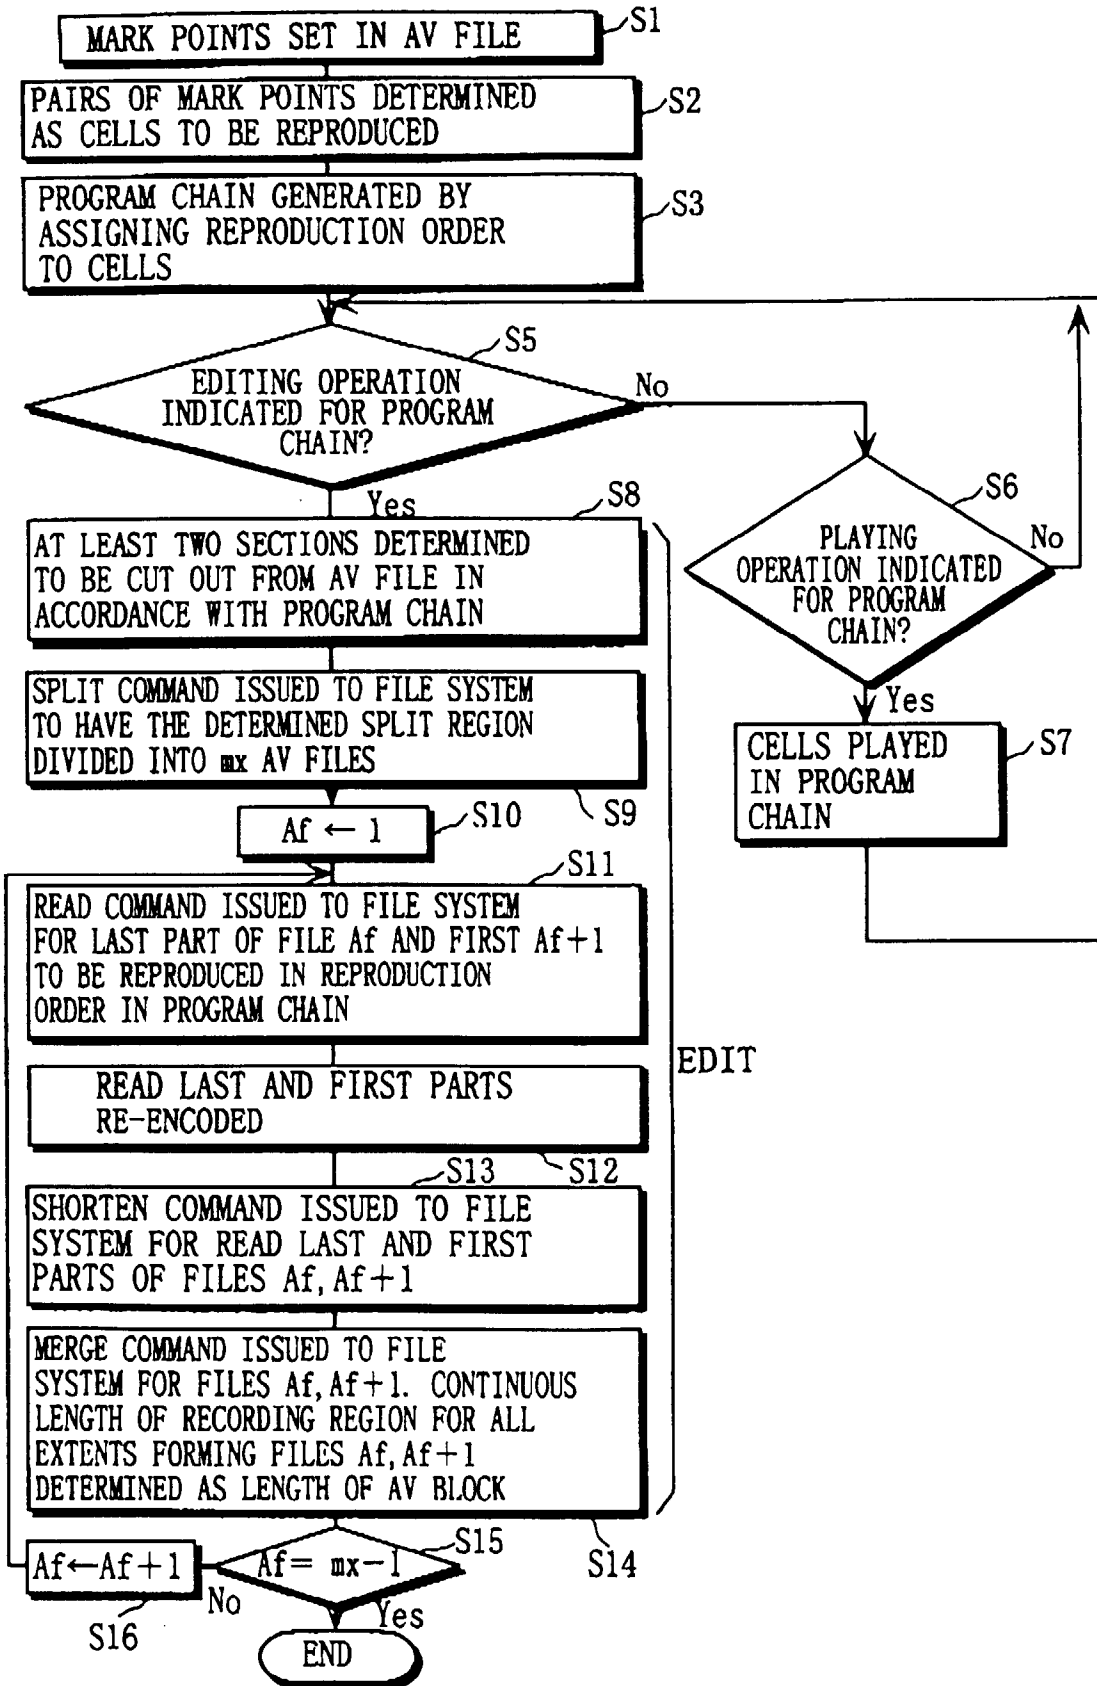 S1
MARK POINTS SET IN AV FILE
S2
PAIRS OF MARK POINTS DETERMINED
AS CELLS TO BE REPRODUCED
S3
PROGRAM CHAIN GENERATED BY
ASSIGNING REPRODUCTION ORDER
TO CELLS
S5
EDITING OPERATION
INDICATED FOR PROGRAM
CHAIN?
No
Yes
S6
PLAYING
OPERATION INDICATED
FOR PROGRAM
CHAIN?
No
Yes
S7
CELLS PLAYED
IN PROGRAM
CHAIN
S8
AT LEAST TWO SECTIONS DETERMINED
TO BE CUT OUT FROM AV FILE IN
ACCORDANCE WITH PROGRAM CHAIN
SPLIT COMMAND ISSUED TO FILE SYSTEM
TO HAVE THE DETERMINED SPLIT REGION
DIVIDED INTO mx AV FILES
S9
S10
Af ← 1
S11
READ COMMAND ISSUED TO FILE SYSTEM
FOR LAST PART OF FILE Af AND FIRST Af+1
TO BE REPRODUCED IN REPRODUCTION
ORDER IN PROGRAM CHAIN
EDIT
READ LAST AND FIRST PARTS
RE-ENCODED
S12
S13
SHORTEN COMMAND ISSUED TO FILE
SYSTEM FOR READ LAST AND FIRST
PARTS OF FILES Af, Af+1
MERGE COMMAND ISSUED TO FILE
SYSTEM FOR FILES Af, Af+1. CONTINUOUS
LENGTH OF RECORDING REGION FOR ALL
EXTENTS FORMING FILES Af, Af+1
DETERMINED AS LENGTH OF AV BLOCK
S14
S15
Af= mx-1
No
Yes
Af←Af+1
S16
END